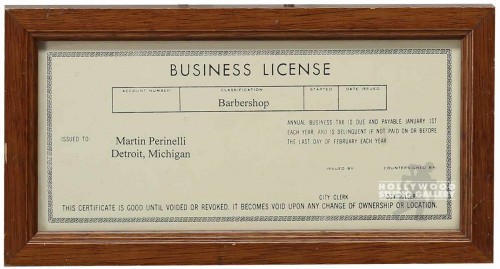 BUSINESS LICENSE
ACCOUNT NUMBER CLASSIFICATION STARTED DATE ISSUED
Barbershop
ANNUAL BUSINESS TAX IS DUE AND PAYABLE JANUARY 1ST
EACH YEAR, AND IS DELINQUENT IF NOT PAID ON OR BEFORE
THE LAST DAY OF FEBRUARY EACH YEAR.
ISSUED TO: Martin Perinelli
Detroit, Michigan
ISSUED BY COUNTERSIGNED BY
HOLLYWOOD
STUDIO GALLERY
CITY CLERK
THIS CERTIFICATE IS GOOD UNTIL VOIDED OR REVOKED. IT BECOMES VOID UPON ANY CHANGE OF OWNERSHIP OR LOCATION.